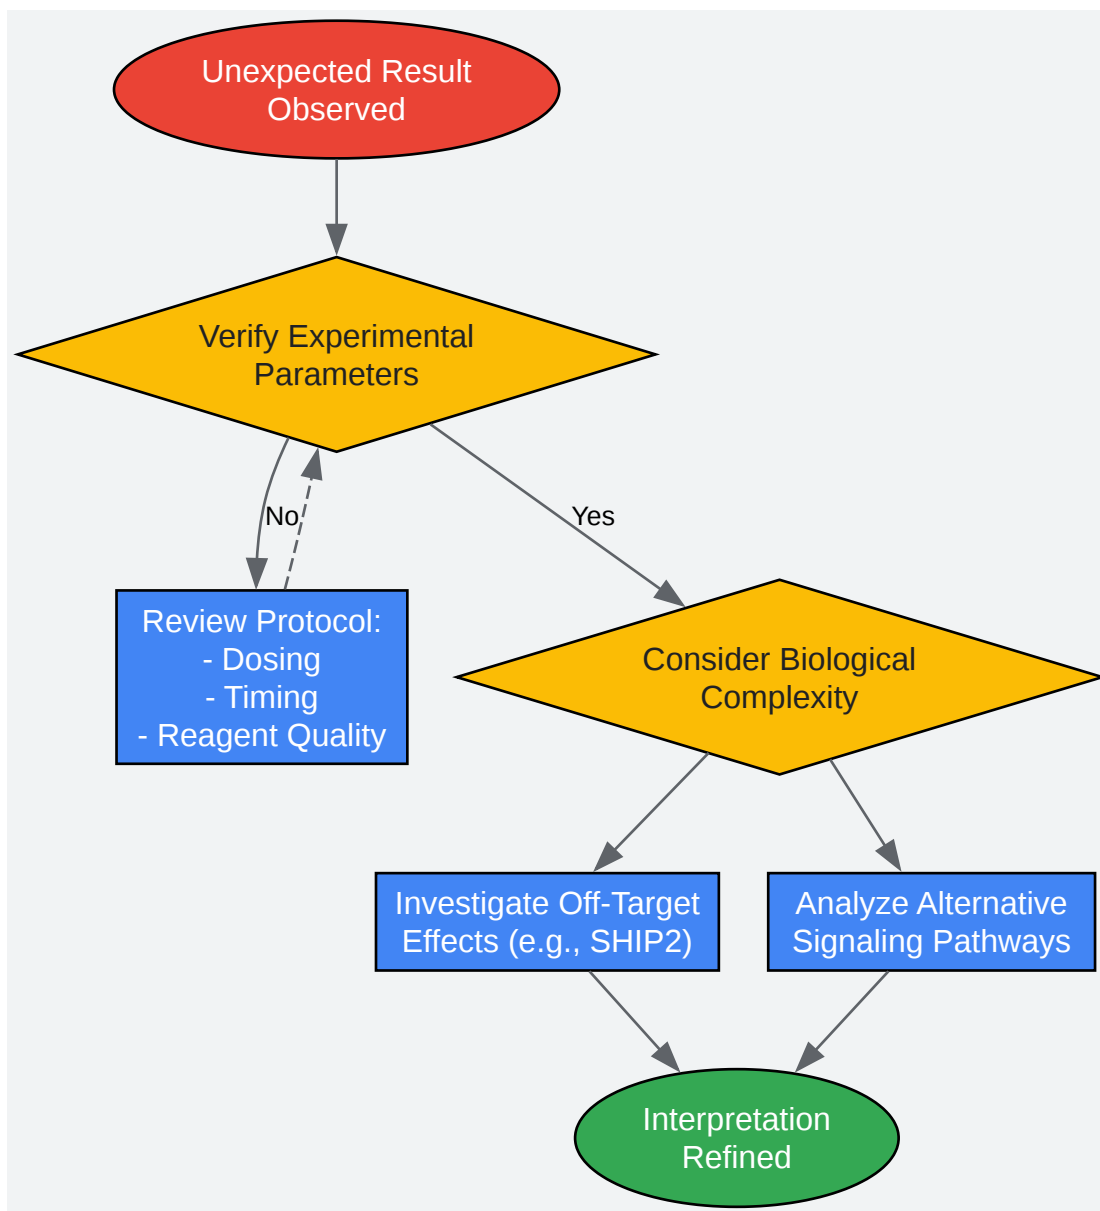 Unexpected Result
Observed
Verify Experimental
Parameters
No
Yes
Review Protocol:
- Dosing
- Timing
- Reagent Quality
Consider Biological
Complexity
Investigate Off-Target
Effects (e.g., SHIP2)
Analyze Alternative
Signaling Pathways
Interpretation
Refined